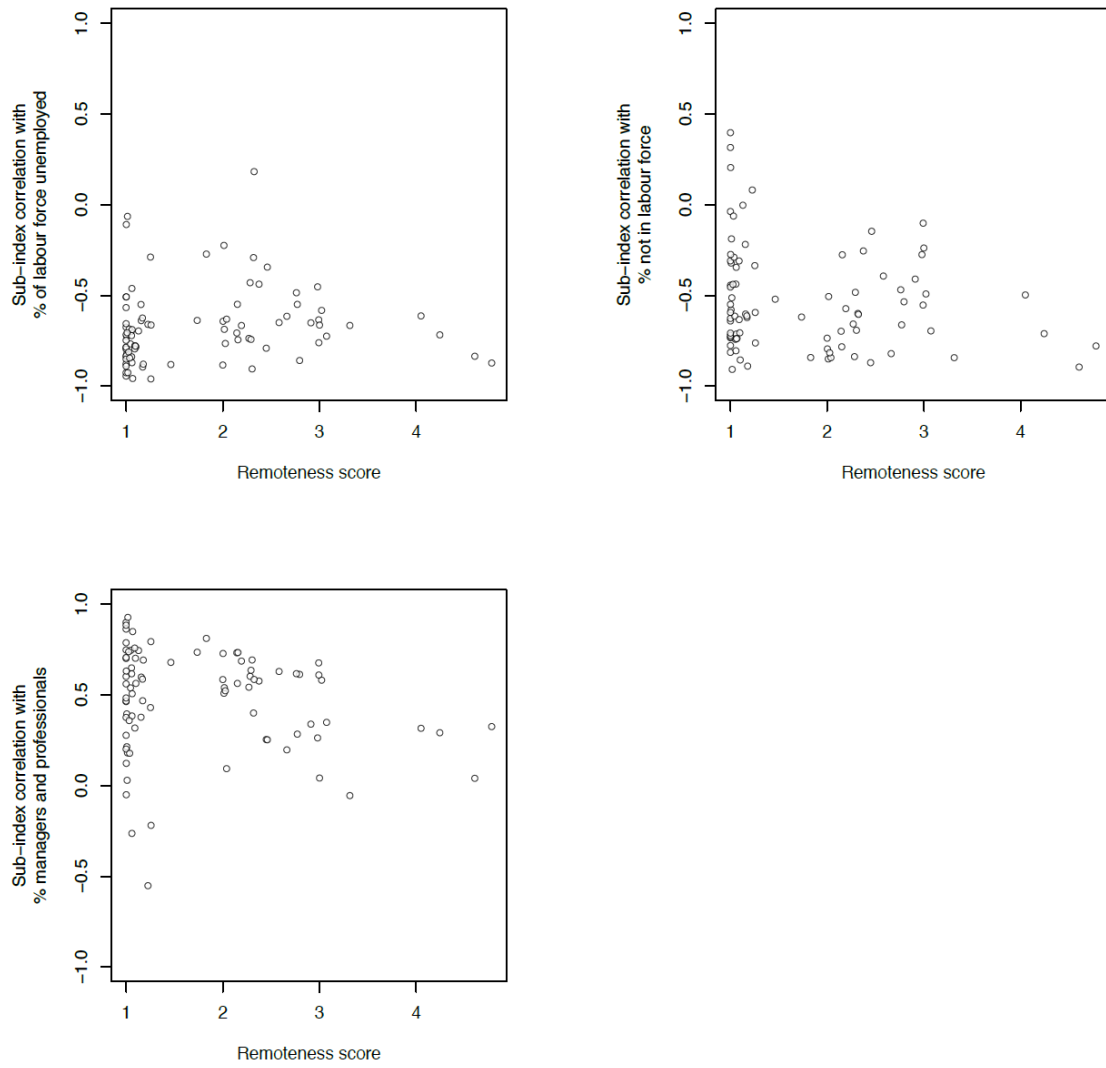 Sub−index correlation with
% of labour force unemployed
1.0
0.5
0.0
−0.5
−1.0
1 2 3 4
Remoteness score
Sub−index correlation with
% not in labour force
1.0
0.5
0.0
−0.5
−1.0
1 2 3 4
Remoteness score
Sub−index correlation with
% managers and professionals
1.0
0.5
0.0
−0.5
−1.0
1 2 3 4
Remoteness score